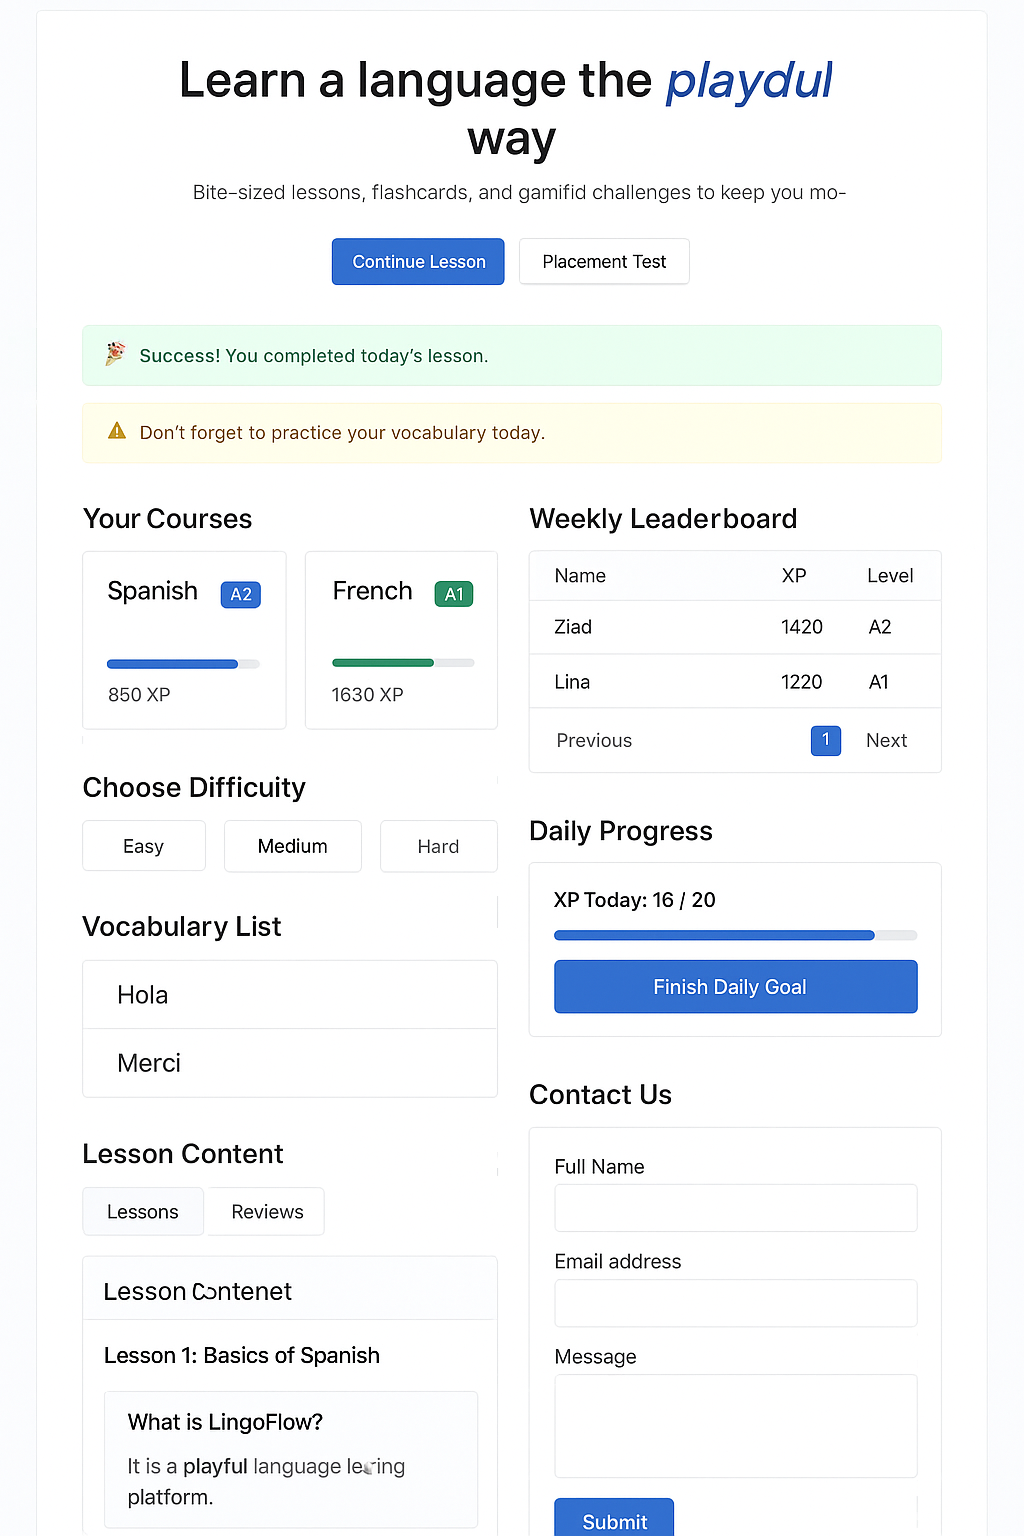 Learn a language the playdul
way
Bite-sized lessons, flashcards, and gamifid challenges to keep you mo-
Continue Lesson
Placement Test
Success! You completed today's lesson.
Don't forget to practice your vocabulary today.
Your Courses
Spanish A2
850 XP
French A1
1630 XP
Choose Difficuity
Easy
Medium
Hard
Vocabulary List
Hola
Merci
Lesson Content
Lessons
Reviews
Lesson
Lesson 1: Basics of Spanish
What is LingoFlow?
It is a playful language
platform.
Weekly Leaderboard
Name XP Level
Ziad 1420 A2
Lina 1220 A1
Previous 1 Next
Daily Progress
XP Today: 16 / 20
Finish Daily Goal
Contact Us
Full Name
Email address
Message
Submit